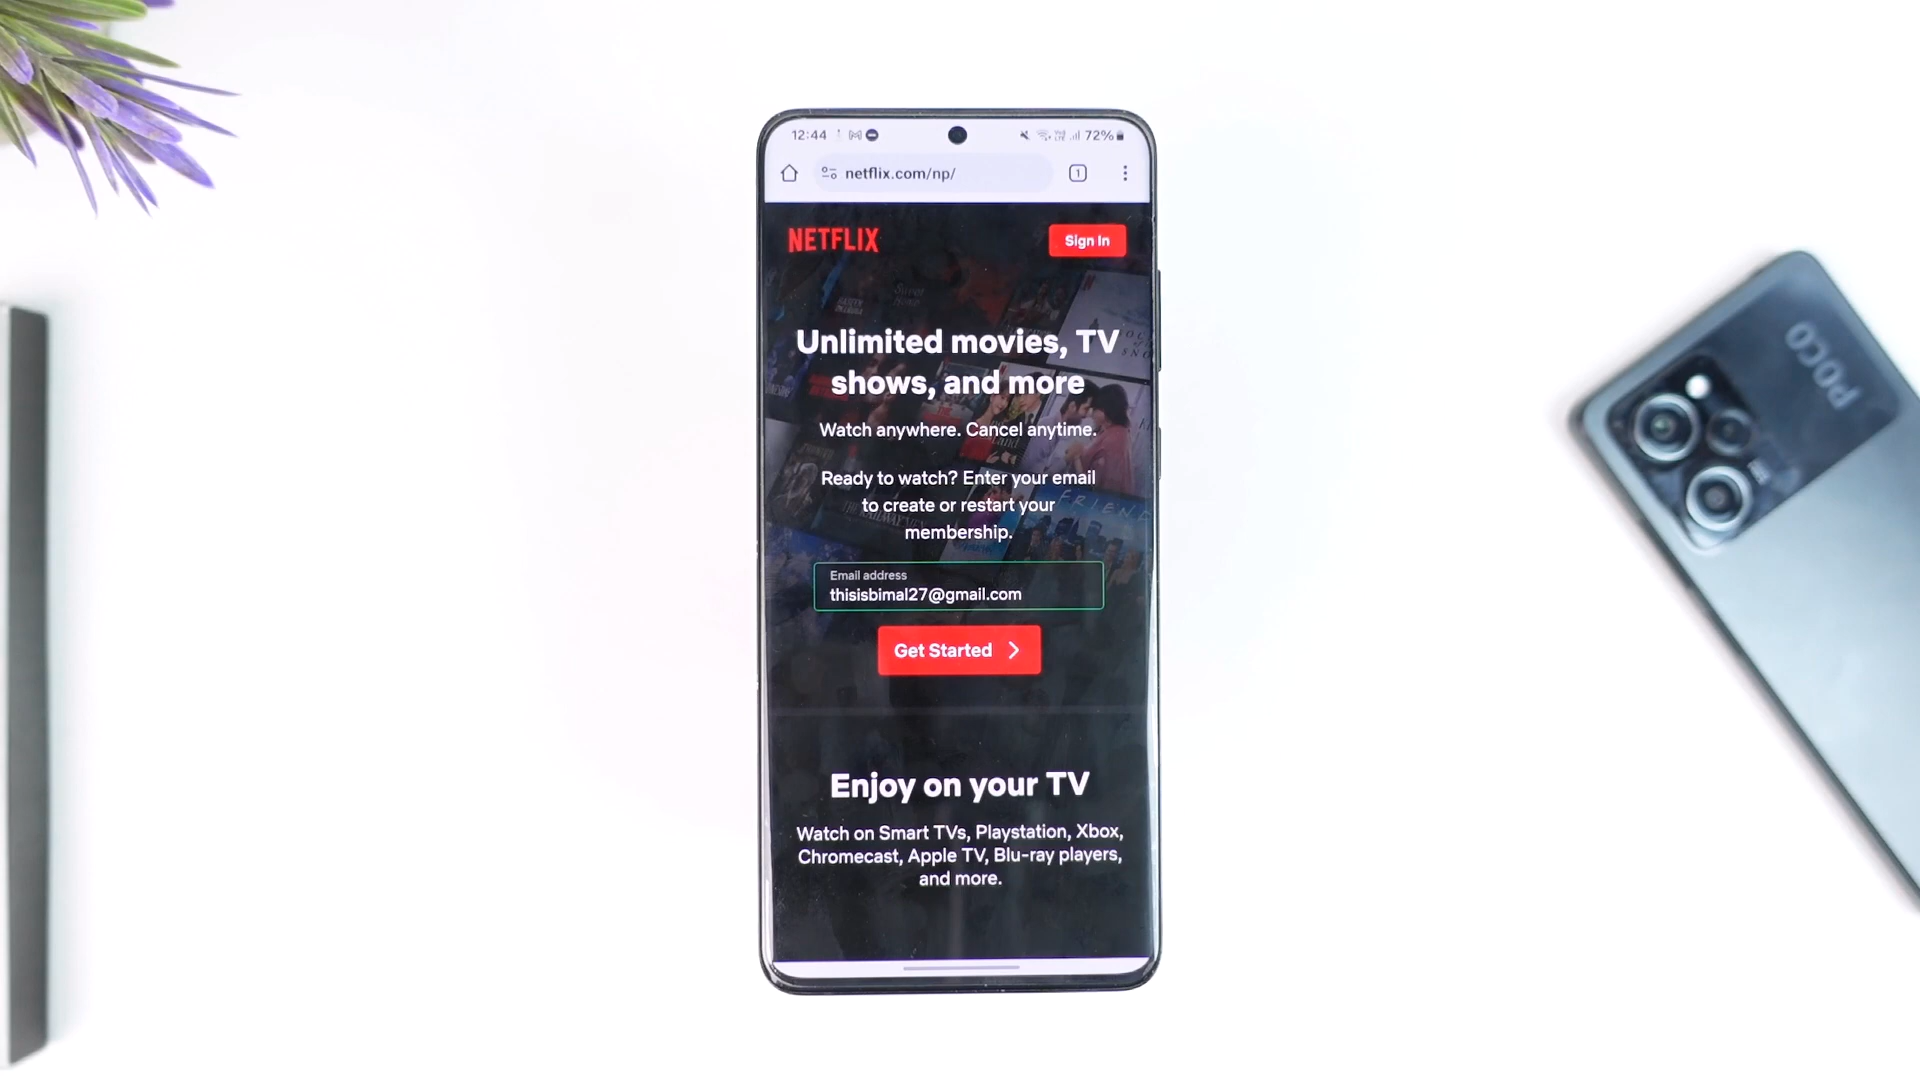 12:44 72%
netflix.com/np/ 1
NETFLIX Sign In
Unlimited movies, TV
shows, and more
Watch anywhere. Cancel anytime.
Ready to watch? Enter your email
to create or restart your
membership.
Email address
thisisbimal27@gmail.com
Get Started
Enjoy on your TV
Watch on Smart TVs, Playstation, Xbox,
Chromecast, Apple TV, Blu-ray players,
and more.
POCO